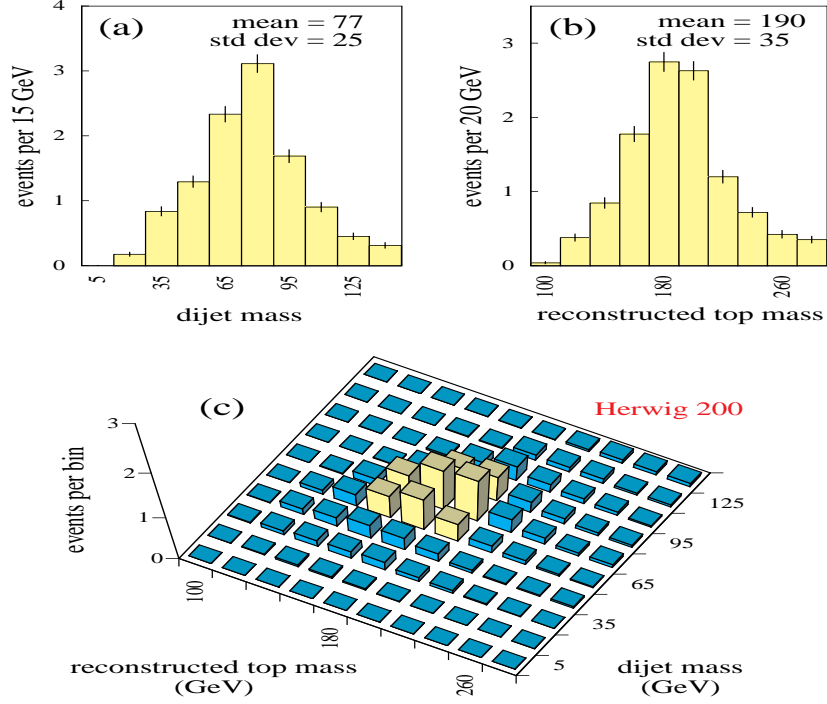 (a)
mean = 77
std dev = 25
events per 15 GeV
4
3
2
1
0
5
35
65
95
125
dijet mass
(b)
mean = 190
std dev = 35
events per 20 GeV
3
2
1
0
100
180
260
reconstructed top mass
(c)
Herwig 200
events per bin
3
2
1
0
100
180
260
reconstructed top mass
(GeV)
5
35
65
95
125
dijet mass
(GeV)